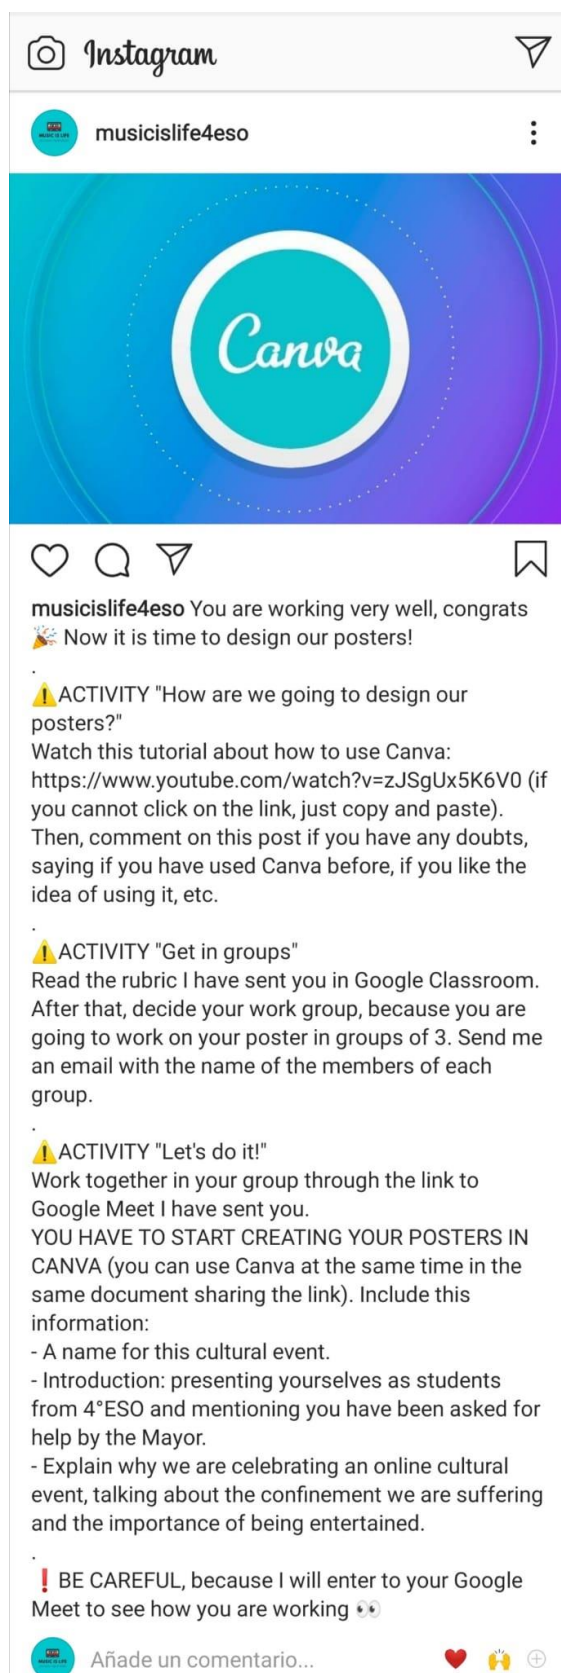 Instagram
musicislife4eso
Canva
musicislife4eso You are working very well, congrats
🎉 Now it is time to design our posters!
.
⚠️ACTIVITY "How are we going to design our
posters?"
Watch this tutorial about how to use Canva:
https://www.youtube.com/watch?v=zJSgUx5K6V0 (if
you cannot click on the link, just copy and paste).
Then, comment on this post if you have any doubts,
saying if you have used Canva before, if you like the
idea of using it, etc.
.
⚠️ACTIVITY "Get in groups"
Read the rubric I have sent you in Google Classroom.
After that, decide your work group, because you are
going to work on your poster in groups of 3. Send me
an email with the name of the members of each
group.
.
⚠️ACTIVITY "Let's do it!"
Work together in your group through the link to
Google Meet I have sent you.
YOU HAVE TO START CREATING YOUR POSTERS IN
CANVA (you can use Canva at the same time in the
same document sharing the link). Include this
information:
- A name for this cultural event.
- Introduction: presenting yourselves as students
from 4°ESO and mentioning you have been asked for
help by the Mayor.
- Explain why we are celebrating an online cultural
event, talking about the confinement we are suffering
and the importance of being entertained.
.
❗ BE CAREFUL, because I will enter to your Google
Meet to see how you are working 👀
Añade un comentario...